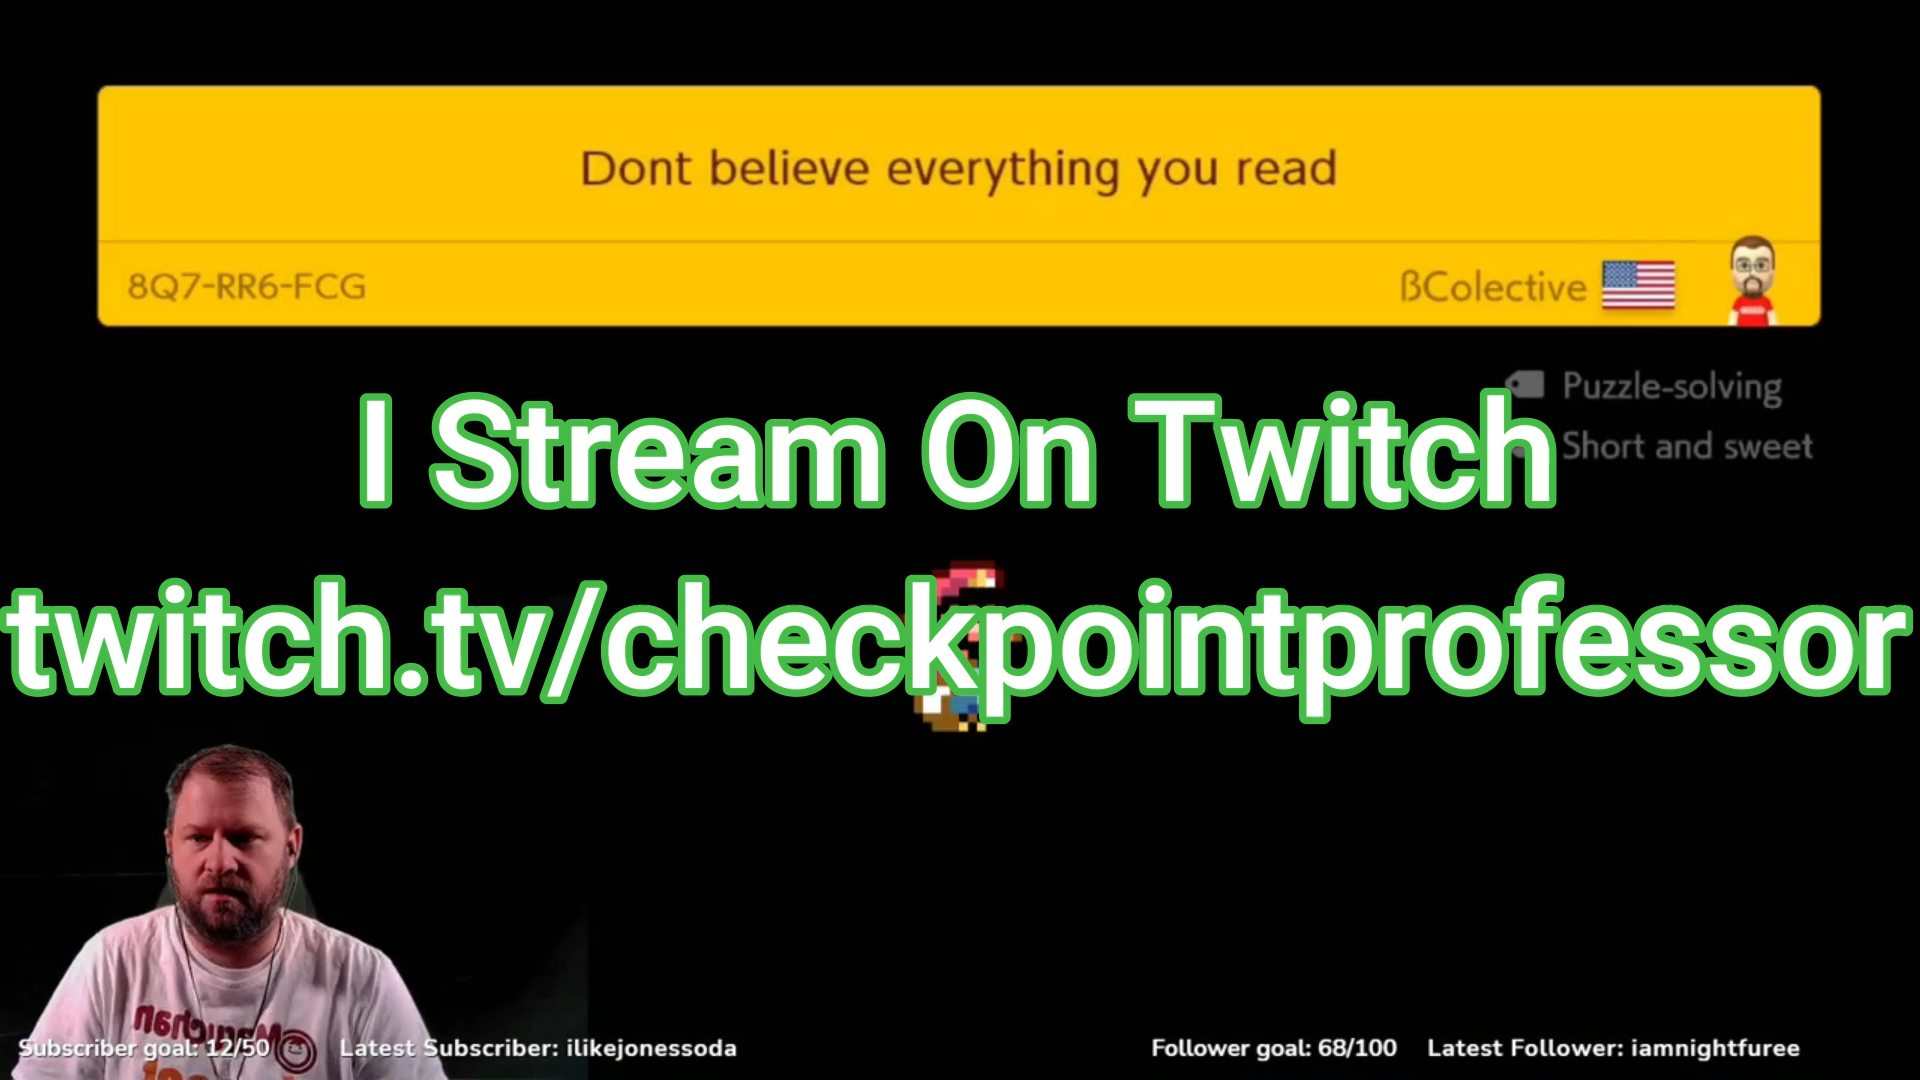 Dont believe everything you read
8Q7-RR6-FCG
ßColective
Puzzle-solving
Short and sweet
I Stream On Twitch
twitch.tv/checkpointprofessor
Subscriber goal: 12/50 Latest Subscriber: ilikejonessoda
Follower goal: 68/100 Latest Follower: iamnightfuree